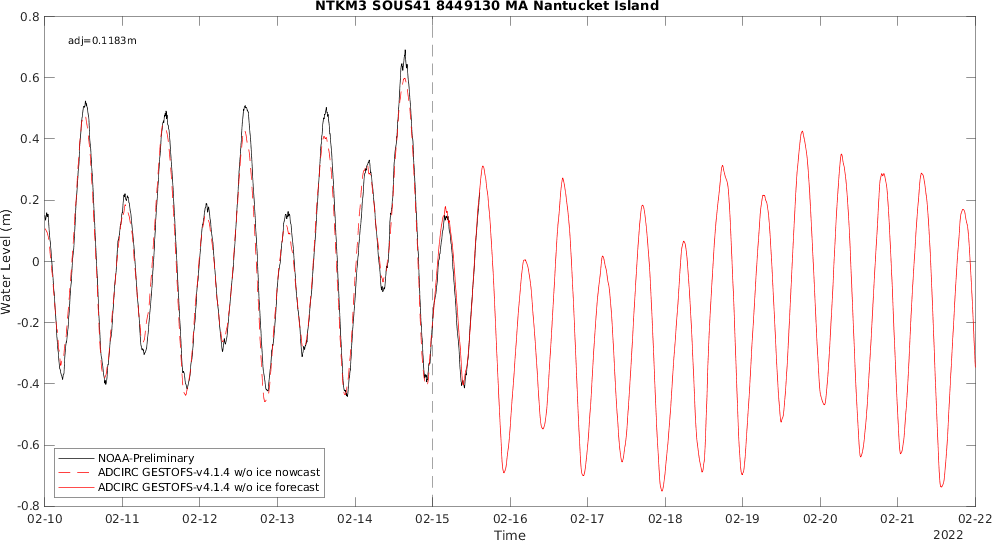 NTKM3 SOUS41 8449130 MA Nantucket Island
adj=0.1183m
0.8
0.6
0.4
0.2
0
-0.2
-0.4
-0.6
-0.8
Water Level (m)
NOAA-Preliminary
ADCIRC GESTOFS-v4.1.4 w/o ice nowcast
ADCIRC GESTOFS-v4.1.4 w/o ice forecast
02-10 02-11 02-12 02-13 02-14 02-15 02-16 02-17 02-18 02-19 02-20 02-21 02-22
Time
2022